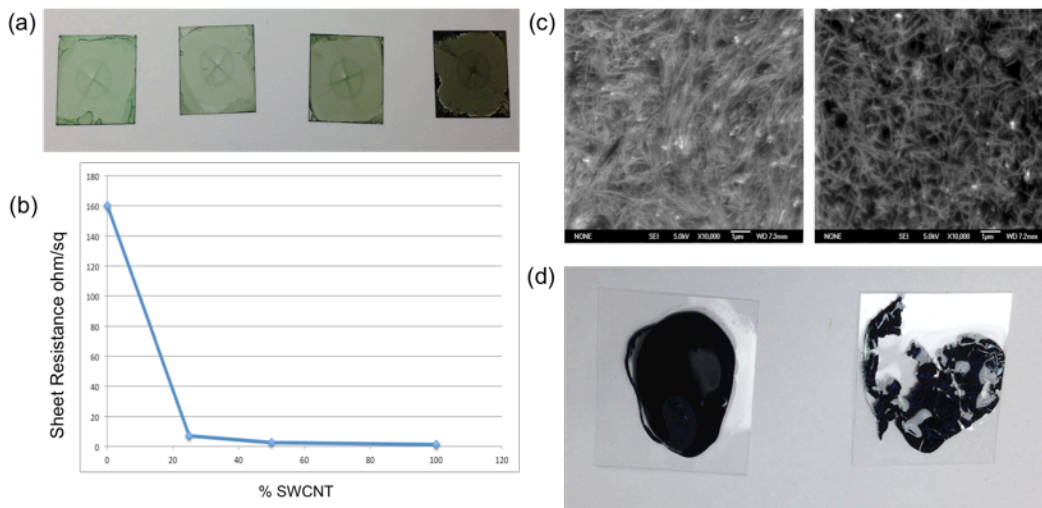 (a)
(b)
Sheet Resistance ohm/sq
180
160
140
120
100
80
60
40
20
0
0 20 40 60 80 100 120
% SWCNT
(c)
NONE SEI 5.0kV X10,000 1µm WD 7.3mm
NONE SEI 5.0kV X10,000 1µm WD 7.2mm
(d)